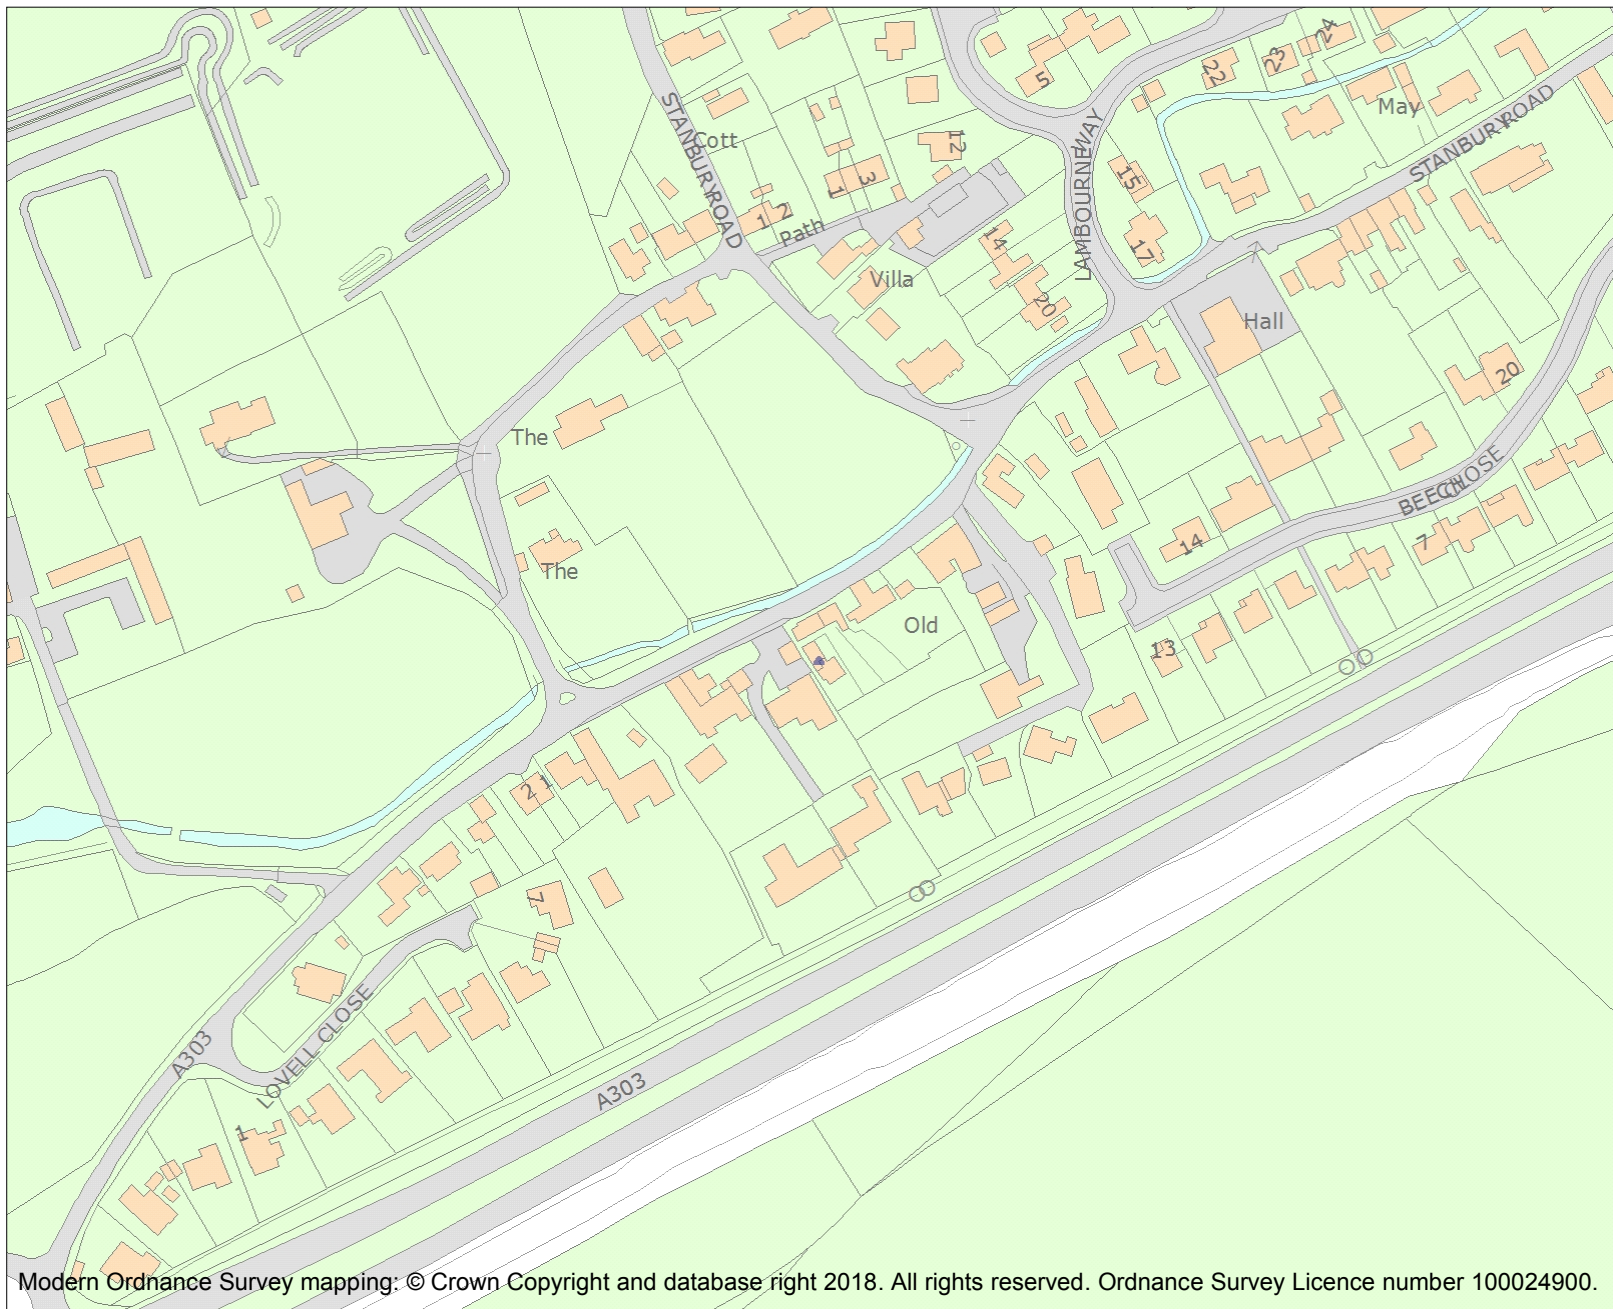 24
23
22
5
May
STANBURY ROAD
Cott
STANBURY ROAD
LAMBOURNE WAY
12
15
3
1
1 2
Path
14
17
Villa
20
Hall
20
The
BEECH CLOSE
14
7
The
Old
13
2 1
7
LOVELL CLOSE
A303
A303
1
Modern Ordnance Survey mapping: © Crown Copyright and database right 2018. All rights reserved. Ordnance Survey Licence number 100024900.